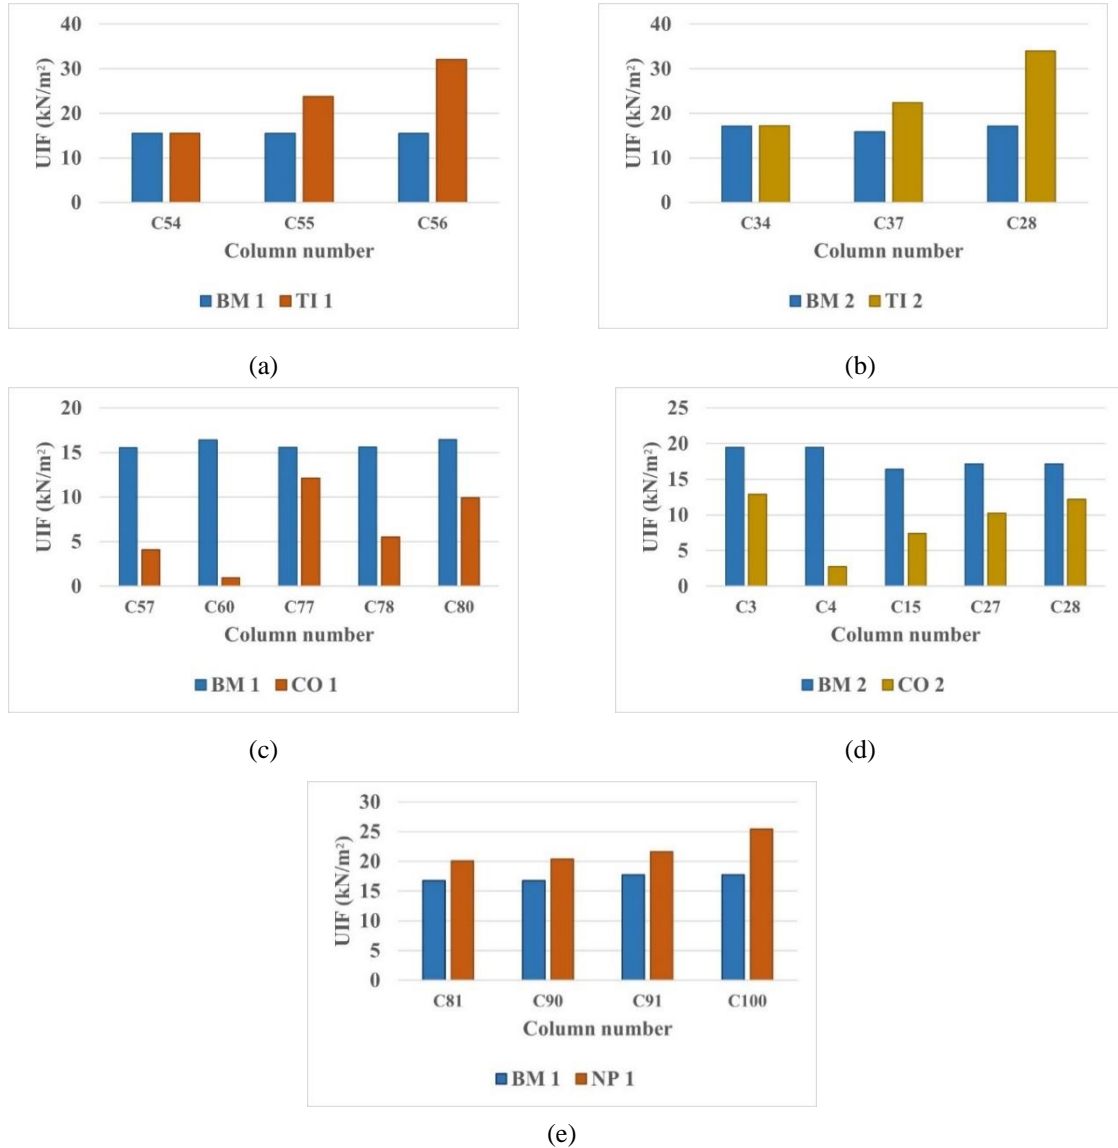 40
30
20
10
0
UIF (kN/m²)
C54 C55 C56
Column number
BM 1 TI 1
(a)
40
30
20
10
0
UIF (kN/m²)
C34 C37 C28
Column number
BM 2 TI 2
(b)
20
15
10
5
0
UIF (kN/m²)
C57 C60 C77 C78 C80
Column number
BM 1 CO 1
(c)
25
20
15
10
5
0
UIF (kN/m²)
C3 C4 C15 C27 C28
Column number
BM 2 CO 2
(d)
30
25
20
15
10
5
0
UIF (kN/m²)
C81 C90 C91 C100
Column number
BM 1 NP 1
(e)